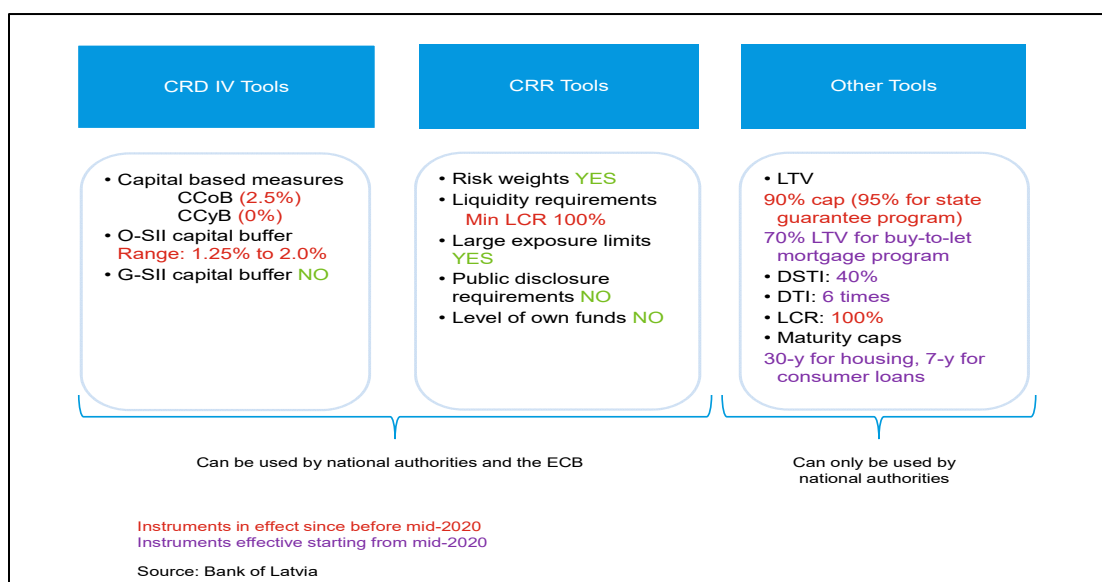 CRD IV Tools
CRR Tools
Other Tools
• Capital based measures
CCoB (2.5%)
CCyB (0%)
• O-SII capital buffer
Range: 1.25% to 2.0%
• G-SII capital buffer NO
• Risk weights YES
• Liquidity requirements
Min LCR 100%
• Large exposure limits
YES
• Public disclosure
requirements NO
• Level of own funds NO
• LTV
90% cap (95% for state
guarantee program)
70% LTV for buy-to-let
mortgage program
• DSTI: 40%
• DTI: 6 times
• LCR: 100%
• Maturity caps
30-y for housing, 7-y for
consumer loans
Can be used by national authorities and the ECB
Can only be used by
national authorities
Instruments in effect since before mid-2020
Instruments effective starting from mid-2020
Source: Bank of Latvia